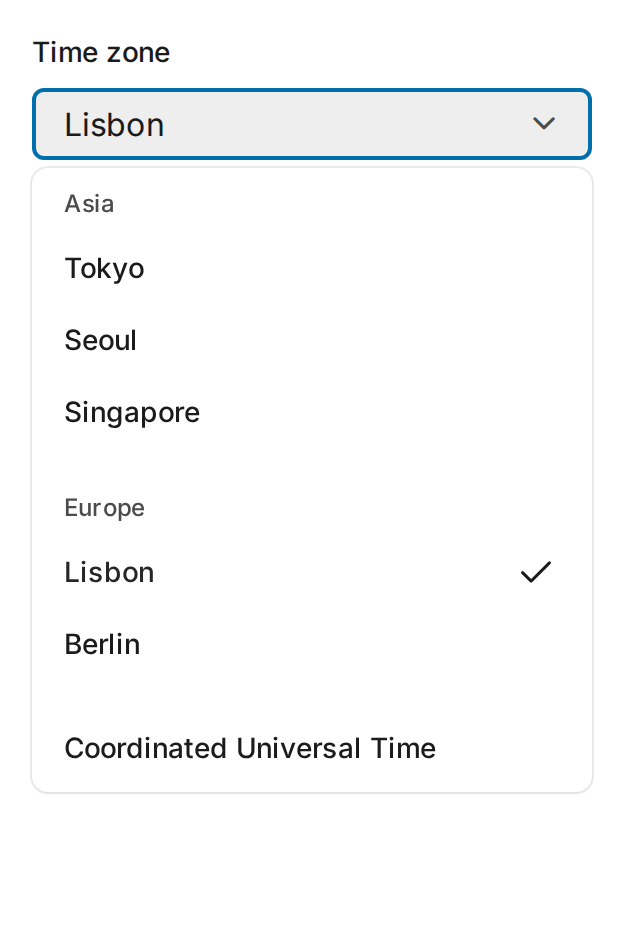 Time zone
Lisbon
Asia
Tokyo
Seoul
Singapore
Europe
Lisbon
Berlin
Coordinated Universal Time